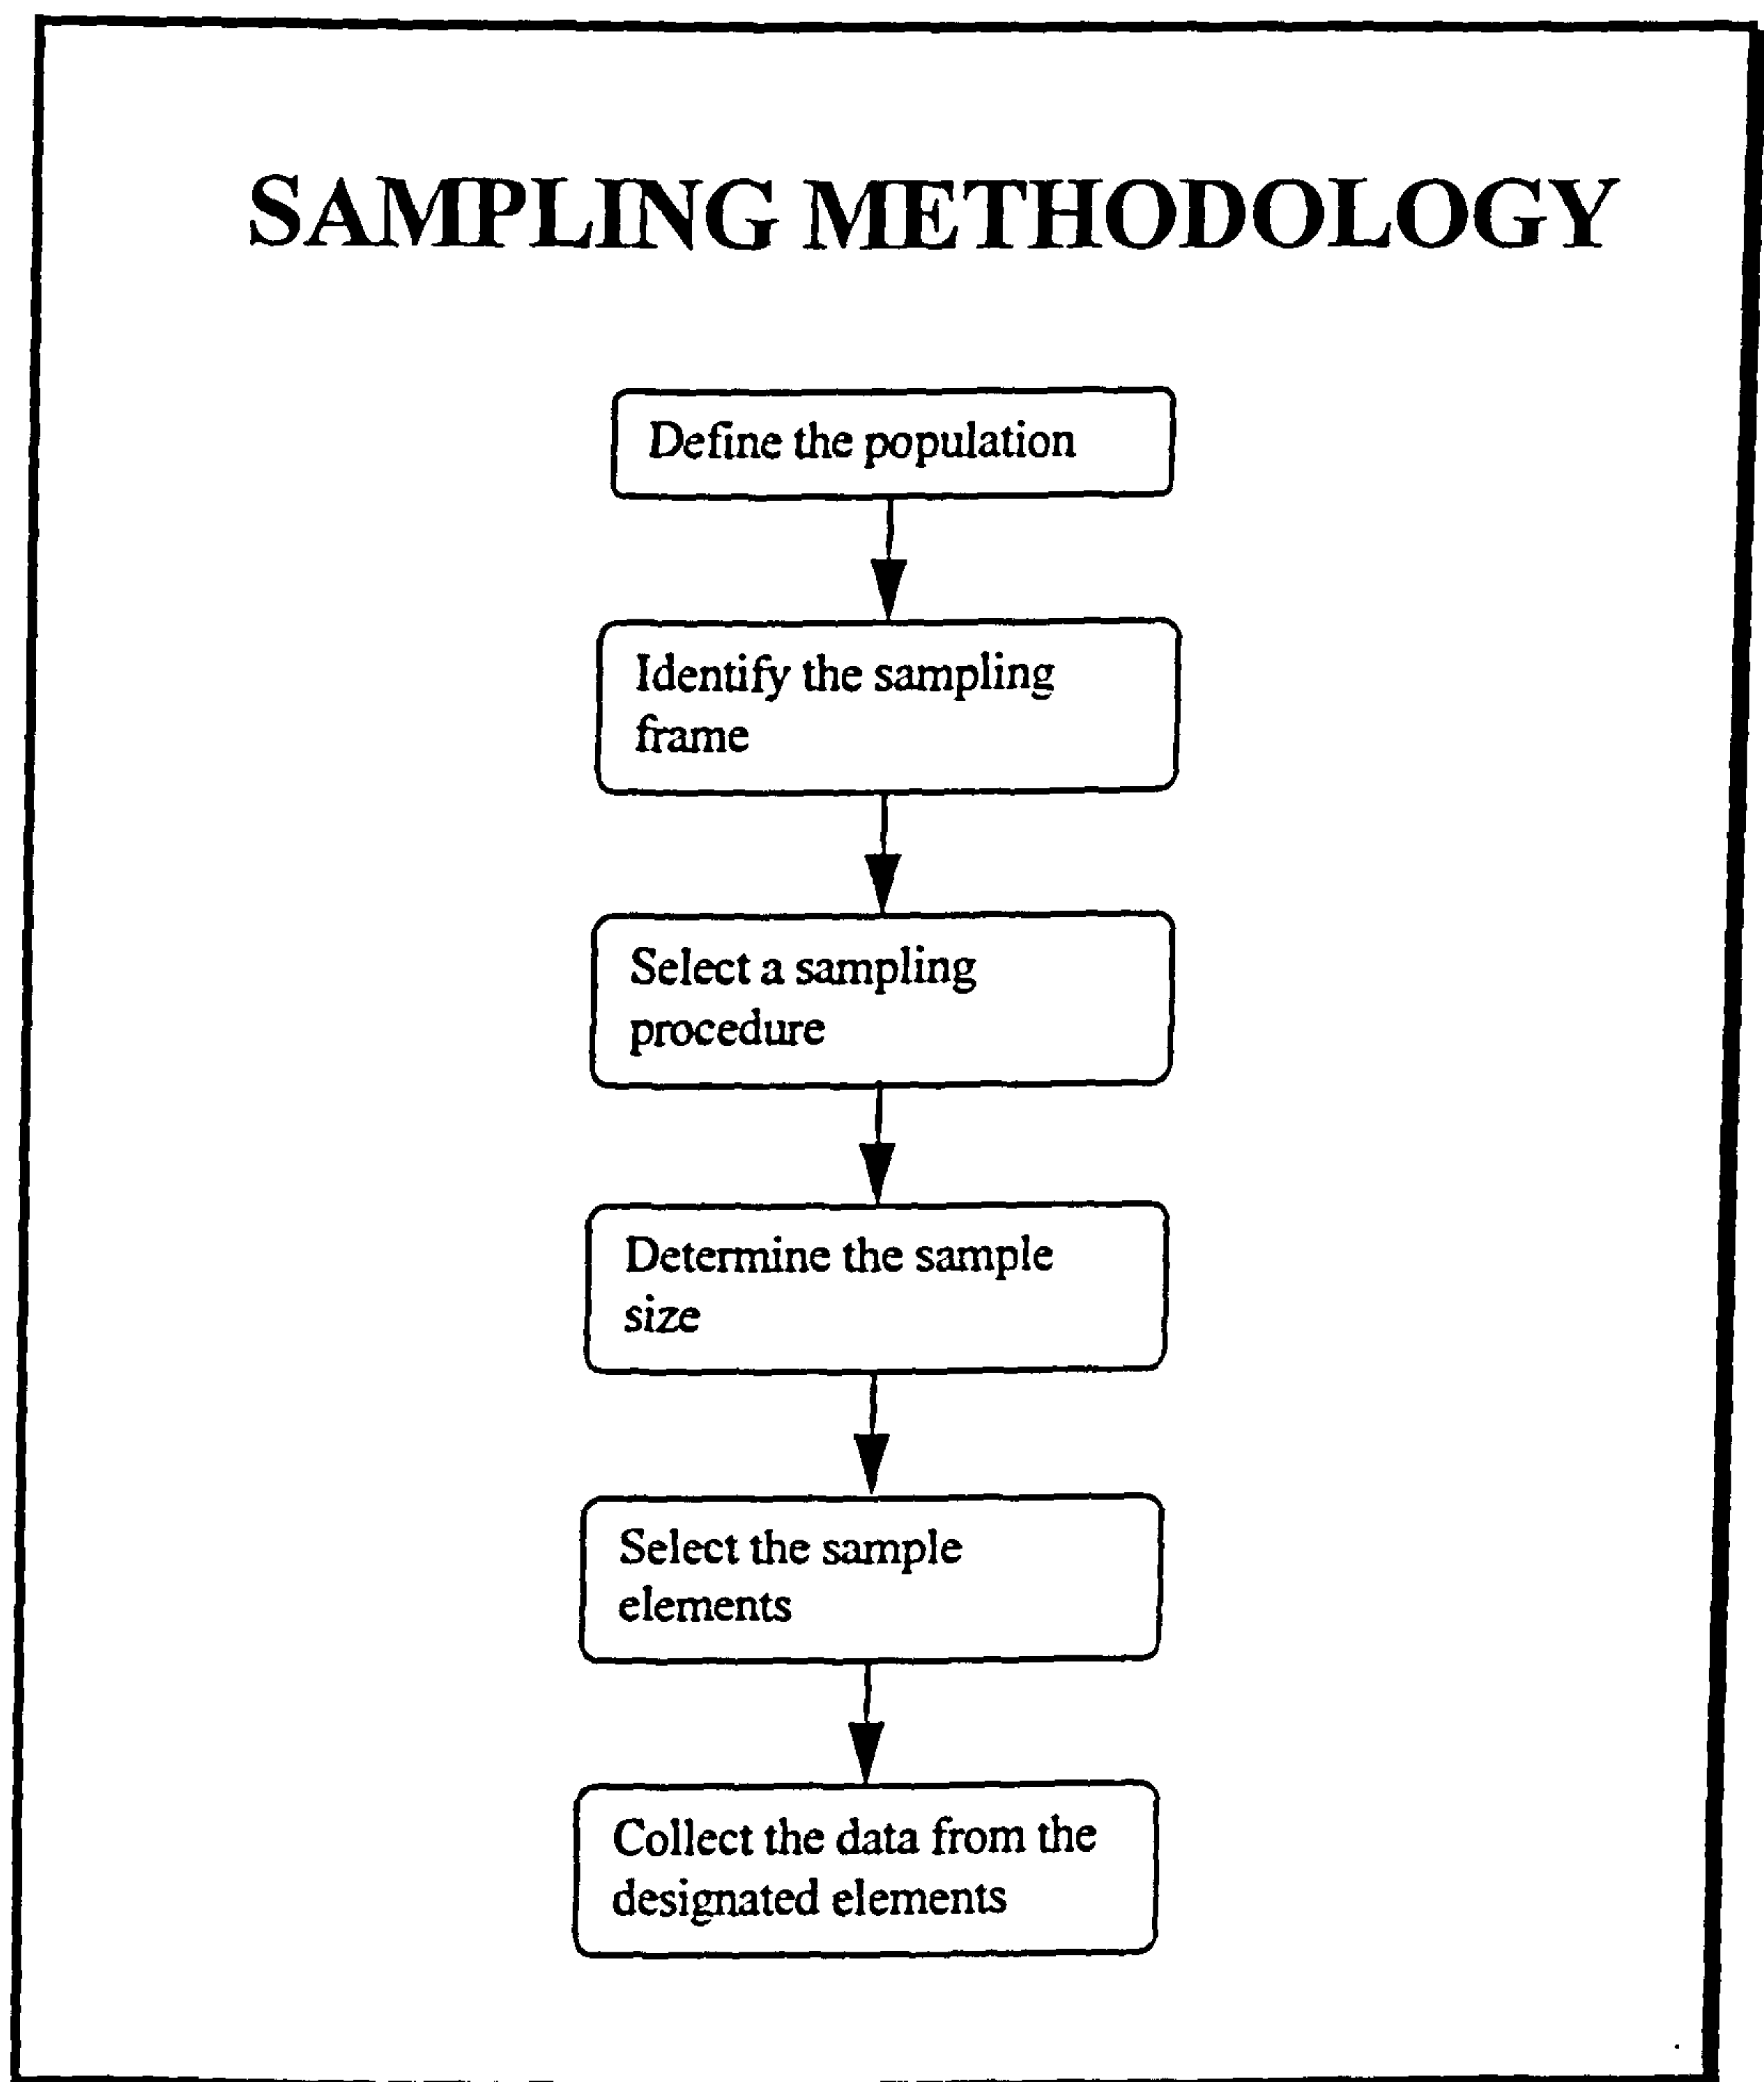 SAMPLING METHODOLOGY
Define the population
Identify the sampling
frame
Select a sampling
procedure
Determine the sample
size
Select the sample
elements
Collect the data from the
designated elements